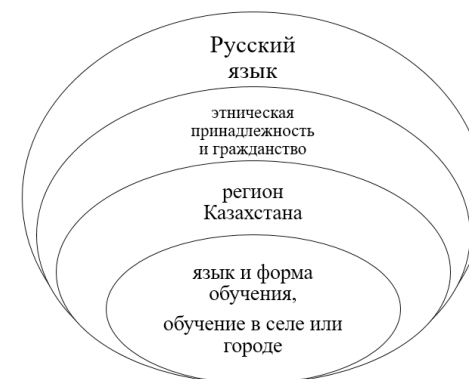 Русский
язык
этническая
принадлежность
и гражданство
регион
Казахстана
язык и форма
обучения,
обучение в селе или
городе